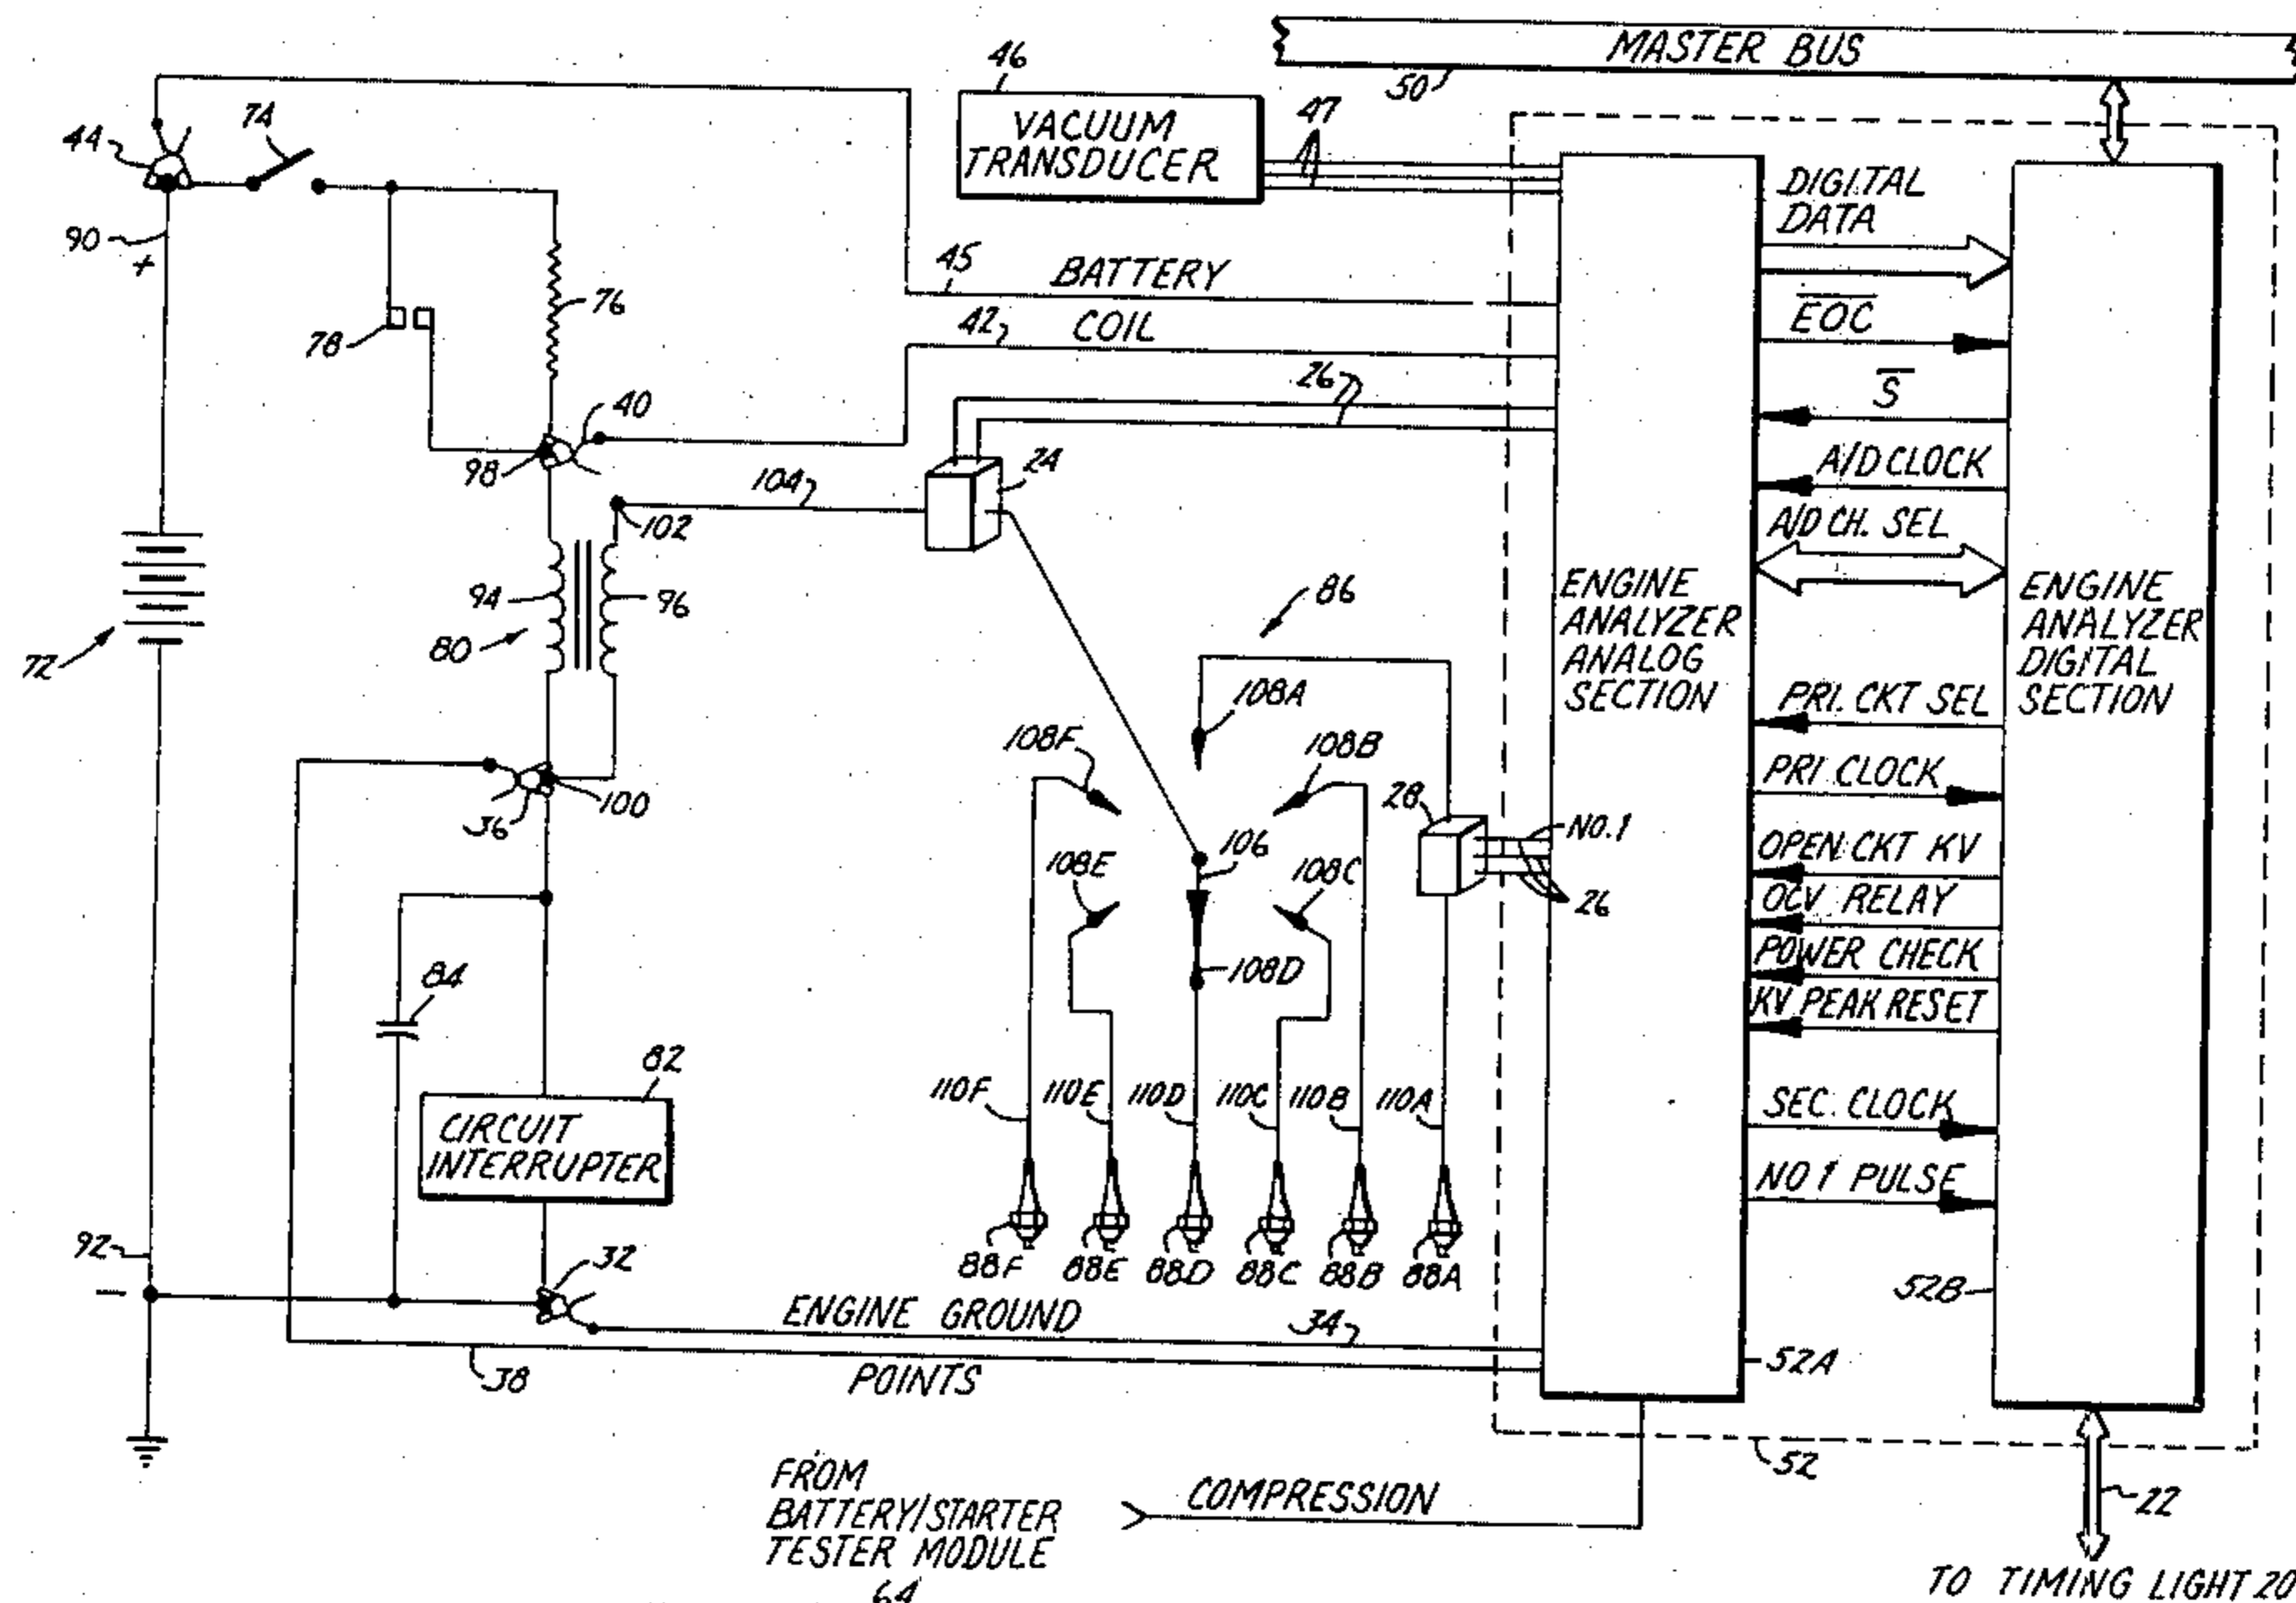 MASTER BUS
50
46
VACUUM
TRANSDUCER
47
44
74
90
+
45
BATTERY
42
COIL
76
78
26
40
98
24
104
102
94
96
80
72
86
DIGITAL
DATA
EOC
S
A/D CLOCK
A/D CH. SEL
ENGINE
ANALYZER
ANALOG
SECTION
ENGINE
ANALYZER
DIGITAL
SECTION
PRI. CKT SEL
PRI. CLOCK
OPEN CKT KV
OCV RELAY
POWER CHECK
KV PEAK RESET
SEC. CLOCK
NO 1 PULSE
108A
108F
108B
28
NO.1
36
100
106
108E
108C
26
108D
84
82
CIRCUIT
INTERRUPTER
110F
110E
110D
110C
110B
110A
88F
88E
88D
88C
88B
88A
92
−
32
ENGINE GROUND
34
38
POINTS
52B
52A
52
FROM
BATTERY/STARTER
TESTER MODULE
64
COMPRESSION
22
TO TIMING LIGHT 20